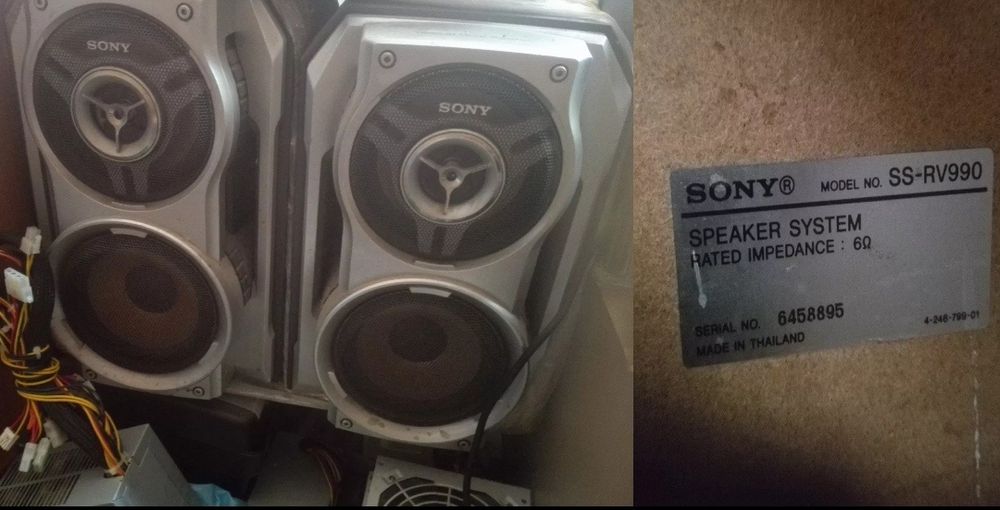 SONY
SONY
SONY® MODEL NO. SS-RV990
SPEAKER SYSTEM
RATED IMPEDANCE : 6Ω
SERIAL NO. 6458895
4-248-799-01
MADE IN THAILAND